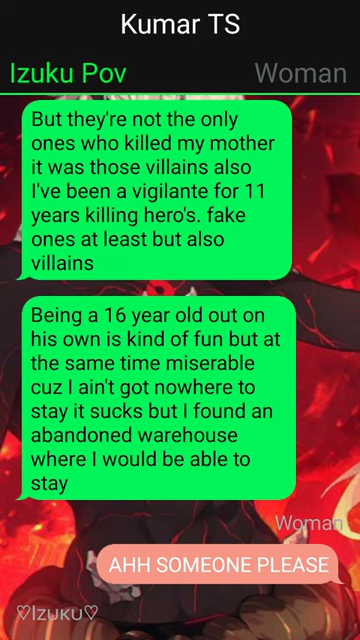 Kumar TS
Izuku Pov Woman
But they're not the only
ones who killed my mother
it was those villains also
I've been a vigilante for 11
years killing hero's. fake
ones at least but also
villains
Being a 16 year old out on
his own is kind of fun but at
the same time miserable
cuz I ain't got nowhere to
stay it sucks but I found an
abandoned warehouse
where I would be able to
stay
Woman
AHH SOMEONE PLEASE
♡Izuku♡